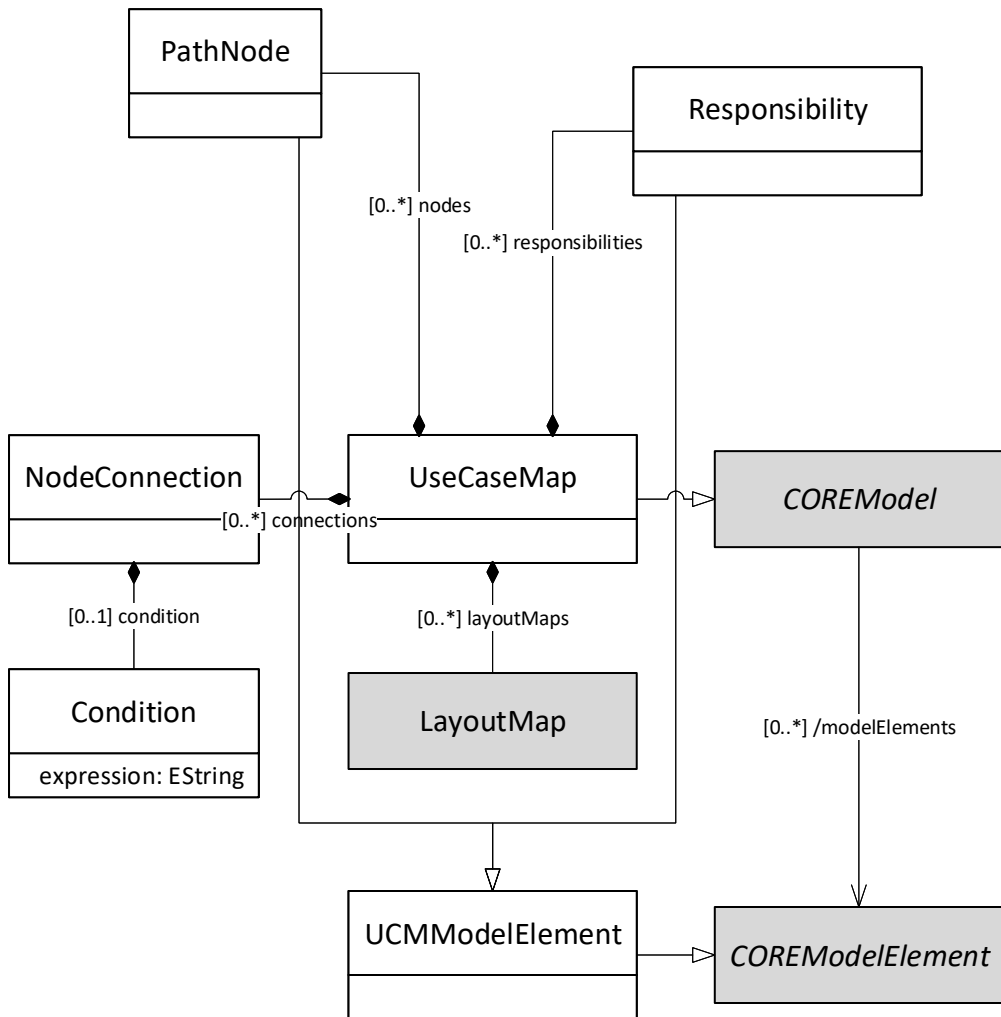 PathNode
Responsibility
[0..*] nodes
[0..*] responsibilities
NodeConnection
UseCaseMap
COREModel
[0..*] connections
[0..1] condition
[0..*] layoutMaps
Condition
LayoutMap
[0..*] /modelElements
expression: EString
UCMModelElement
COREModelElement